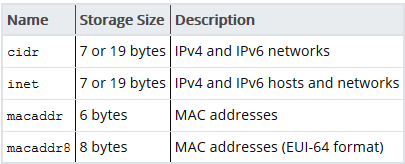 Name Storage Size Description
cidr 7 or 19 bytes IPv4 and IPv6 networks
inet 7 or 19 bytes IPv4 and IPv6 hosts and networks
macaddr 6 bytes MAC addresses
macaddr8 8 bytes MAC addresses (EUI-64 format)